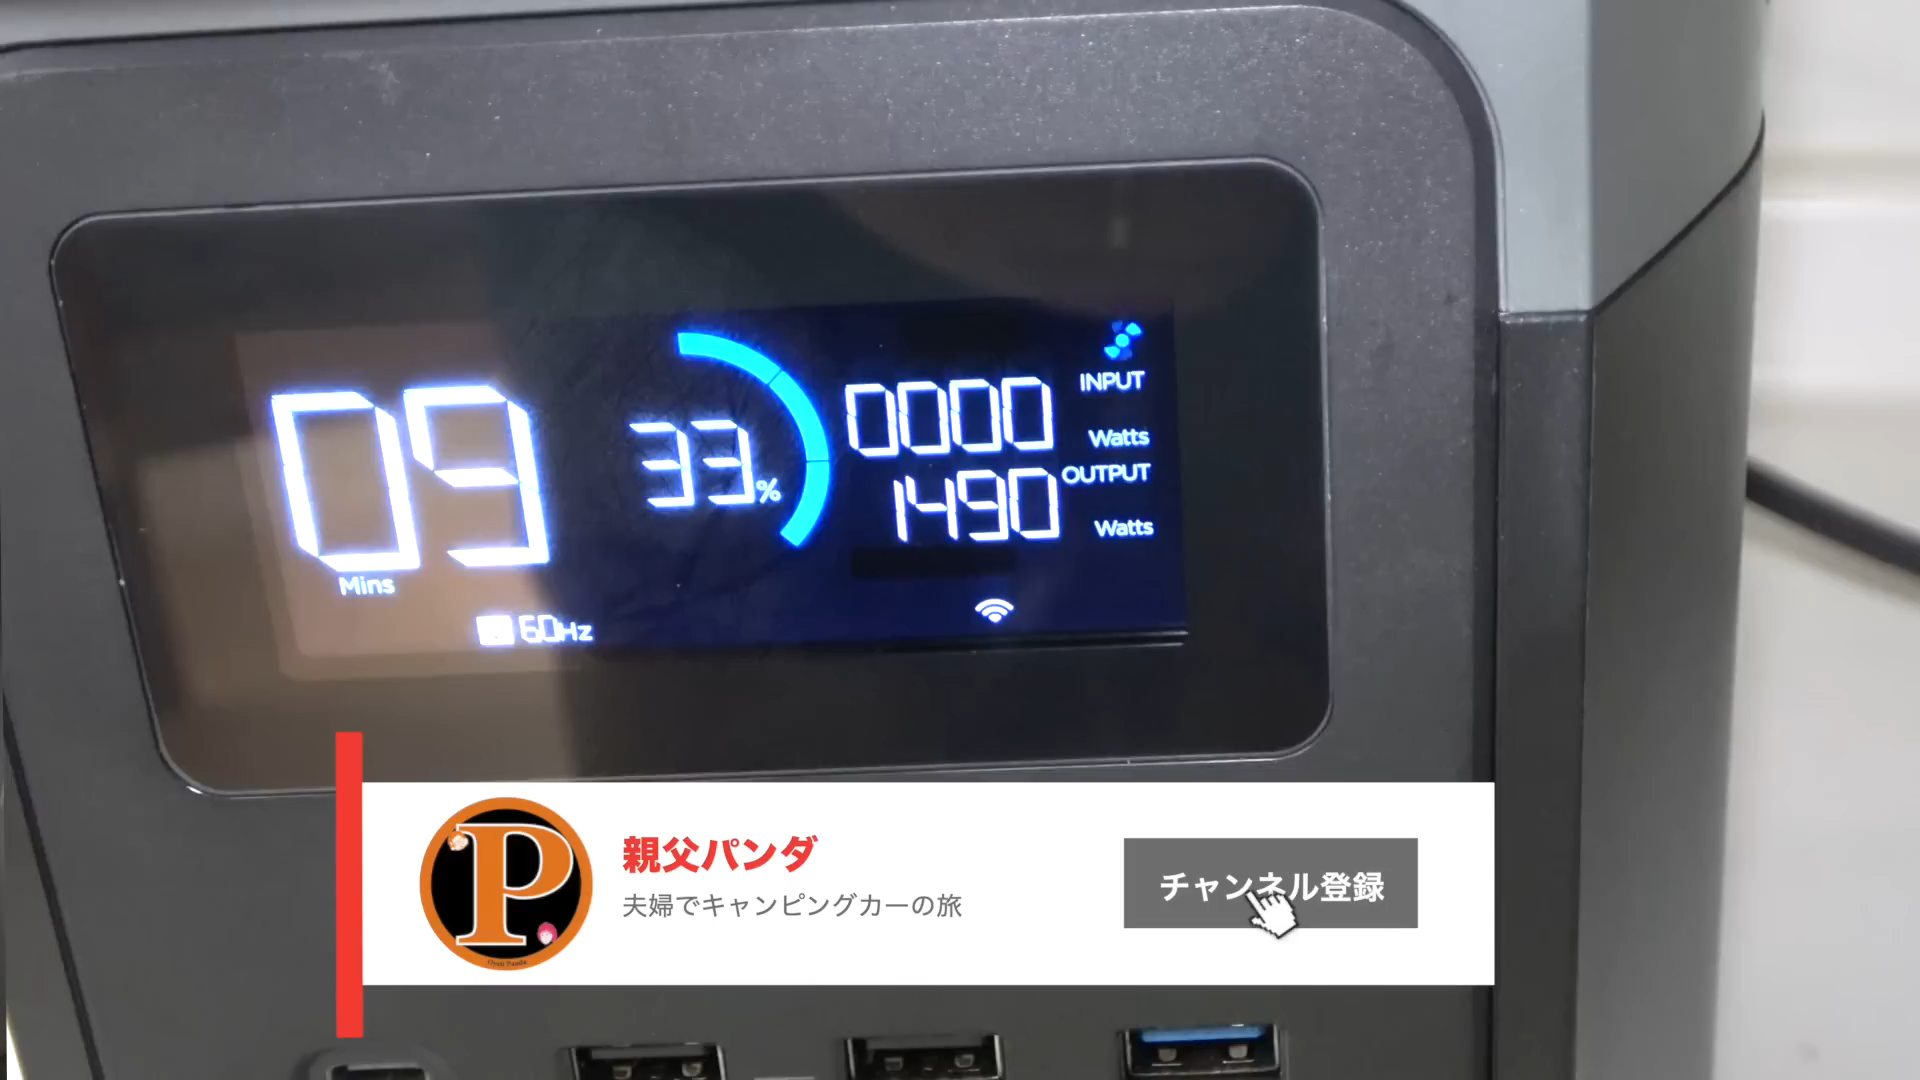 09
Mins
33%
0000
INPUT
Watts
1490
OUTPUT
Watts
60Hz
P
親父パンダ
夫婦でキャンピングカーの旅
チャンネル登録